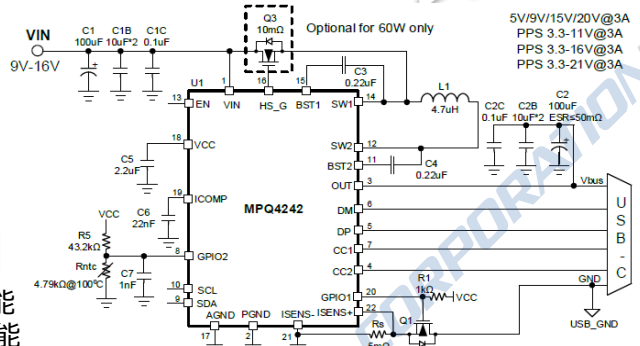 Q3
10mΩ
Optional for 60W only
5V/9V/15V/20V@3A
PPS 3.3-11V@3A
PPS 3.3-16V@3A
PPS 3.3-21V@3A
VIN
9V-16V
C1
100uF
C1B
10uF*2
C1C
0.1uF
U1
1
16
15
C3
0.22uF
L1
4.7uH
13
EN
VIN
HS_G
BST1
SW1
14
C2C
0.1uF
C2B
10uF*2
C2
100uF
ESR≤50mΩ
18
VCC
SW2
12
BST2
11
C4
0.22uF
C5
2.2uF
OUT
3
Vbus
19
ICOMP
MPQ4242
DM
6
C6
22nF
DP
5
VCC
R5
43.2kΩ
CC1
7
8
GPIO2
CC2
4
GND
Rntc
4.79kΩ@100℃
C7
1nF
R1
1kΩ
VCC
10
SCL
GPIO1
20
9
SDA
ISENS+
22
AGND
PGND
ISENS-
17
2
21
Rs
5mΩ
Q1
USB_GND
USB-C
能
能
CORPORATION